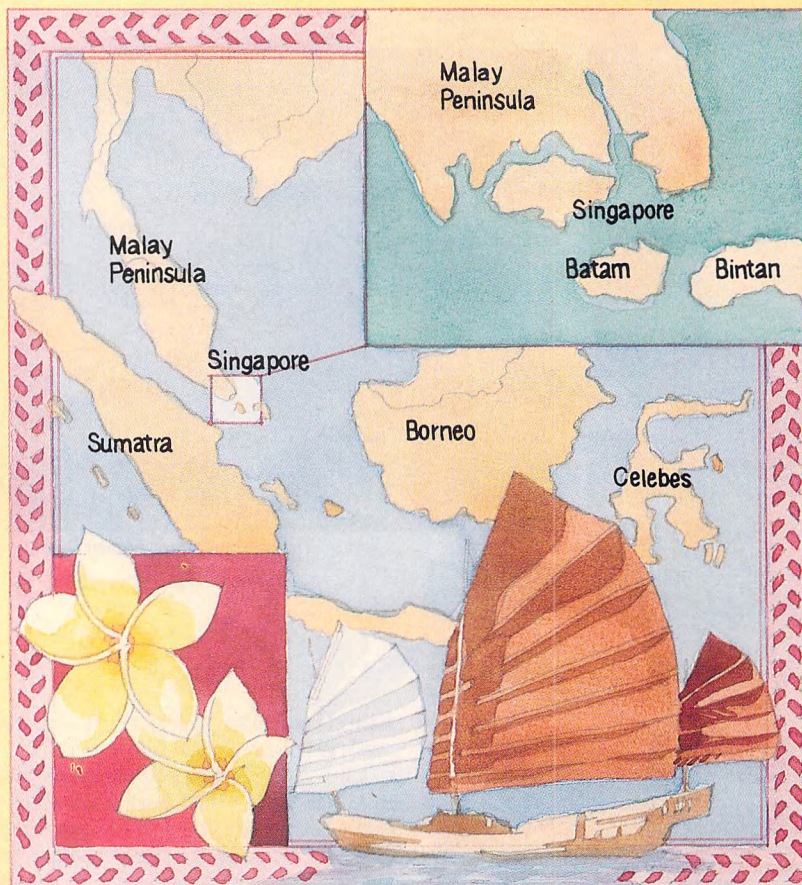 Malay
Peninsula
Singapore
Batam
Bintan
Malay
Peninsula
Singapore
Sumatra
Borneo
Celebes